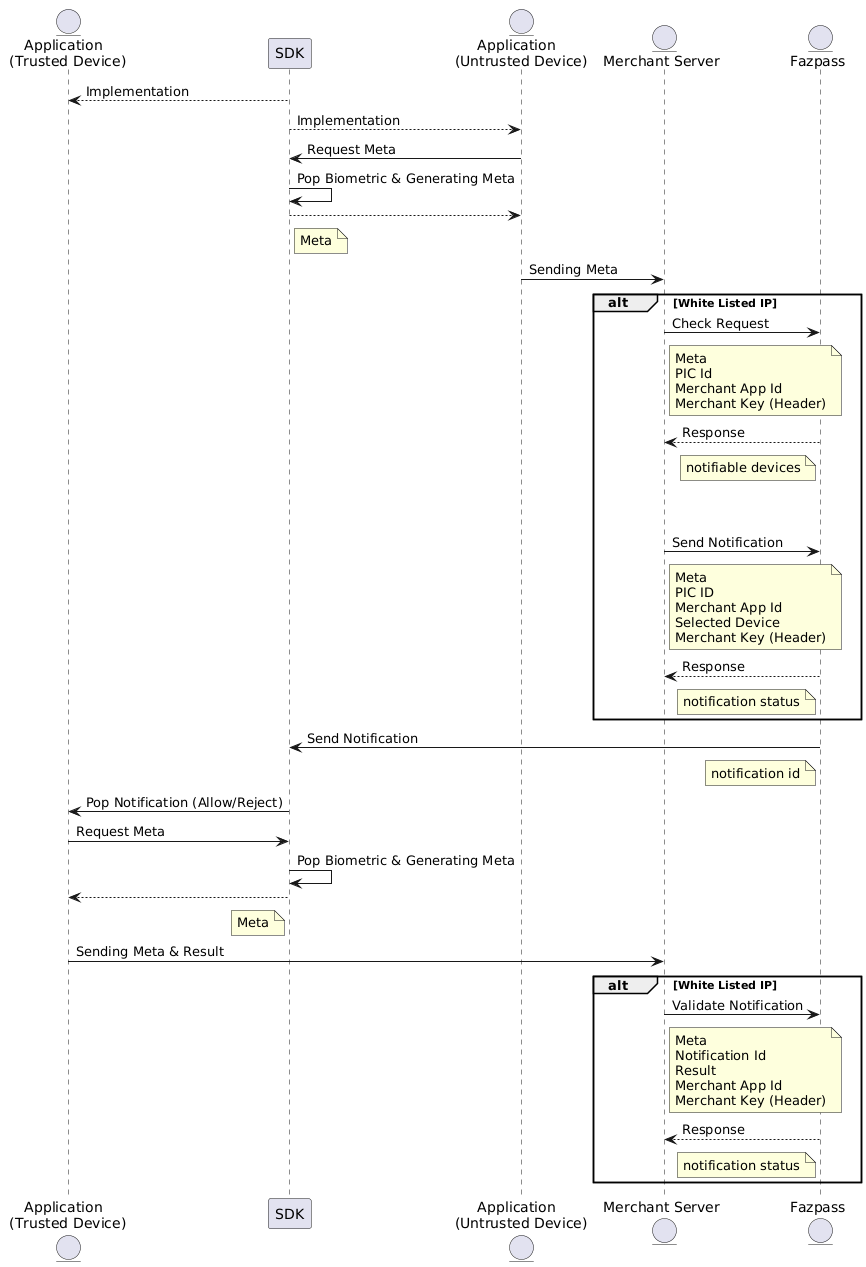 Application
(Trusted Device)
SDK
Application
(Untrusted Device)
Merchant Server
Fazpass
Implementation
Implementation
Request Meta
Pop Biometric & Generating Meta
Meta
Sending Meta
alt
[White Listed IP]
Check Request
Meta
PIC Id
Merchant App Id
Merchant Key (Header)
Response
notifiable devices
Send Notification
Meta
PIC ID
Merchant App Id
Selected Device
Merchant Key (Header)
Response
notification status
Send Notification
notification id
Pop Notification (Allow/Reject)
Request Meta
Pop Biometric & Generating Meta
Meta
Sending Meta & Result
alt
[White Listed IP]
Validate Notification
Meta
Notification Id
Result
Merchant App Id
Merchant Key (Header)
Response
notification status
Application
(Trusted Device)
SDK
Application
(Untrusted Device)
Merchant Server
Fazpass